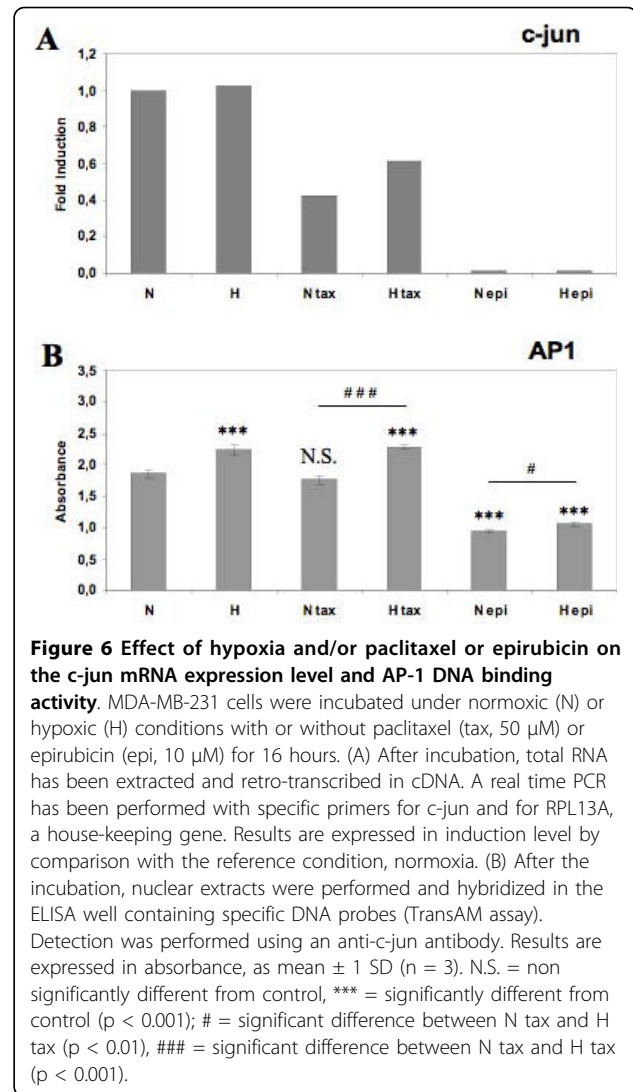 A
c-jun
1,2
1,0
0,8
0,6
0,4
0,2
0,0
Fold Induction
N H N tax H tax N epi H epi
B
AP1
3,5
3,0
2,5
2,0
1,5
1,0
0,5
0,0
Absorbance
###
*** N.S. ***
#
*** ***
N H N tax H tax N epi H epi
Figure 6 Effect of hypoxia and/or paclitaxel or epirubicin on
the c-jun mRNA expression level and AP-1 DNA binding
activity. MDA-MB-231 cells were incubated under normoxic (N) or
hypoxic (H) conditions with or without paclitaxel (tax, 50 μM) or
epirubicin (epi, 10 μM) for 16 hours. (A) After incubation, total RNA
has been extracted and retro-transcribed in cDNA. A real time PCR
has been performed with specific primers for c-jun and for RPL13A,
a house-keeping gene. Results are expressed in induction level by
comparison with the reference condition, normoxia. (B) After the
incubation, nuclear extracts were performed and hybridized in the
ELISA well containing specific DNA probes (TransAM assay).
Detection was performed using an anti-c-jun antibody. Results are
expressed in absorbance, as mean ± 1 SD (n = 3). N.S. = non
significantly different from control, *** = significantly different from
control (p < 0.001); # = significant difference between N tax and H
tax (p < 0.01), ### = significant difference between N tax and H tax
(p < 0.001).